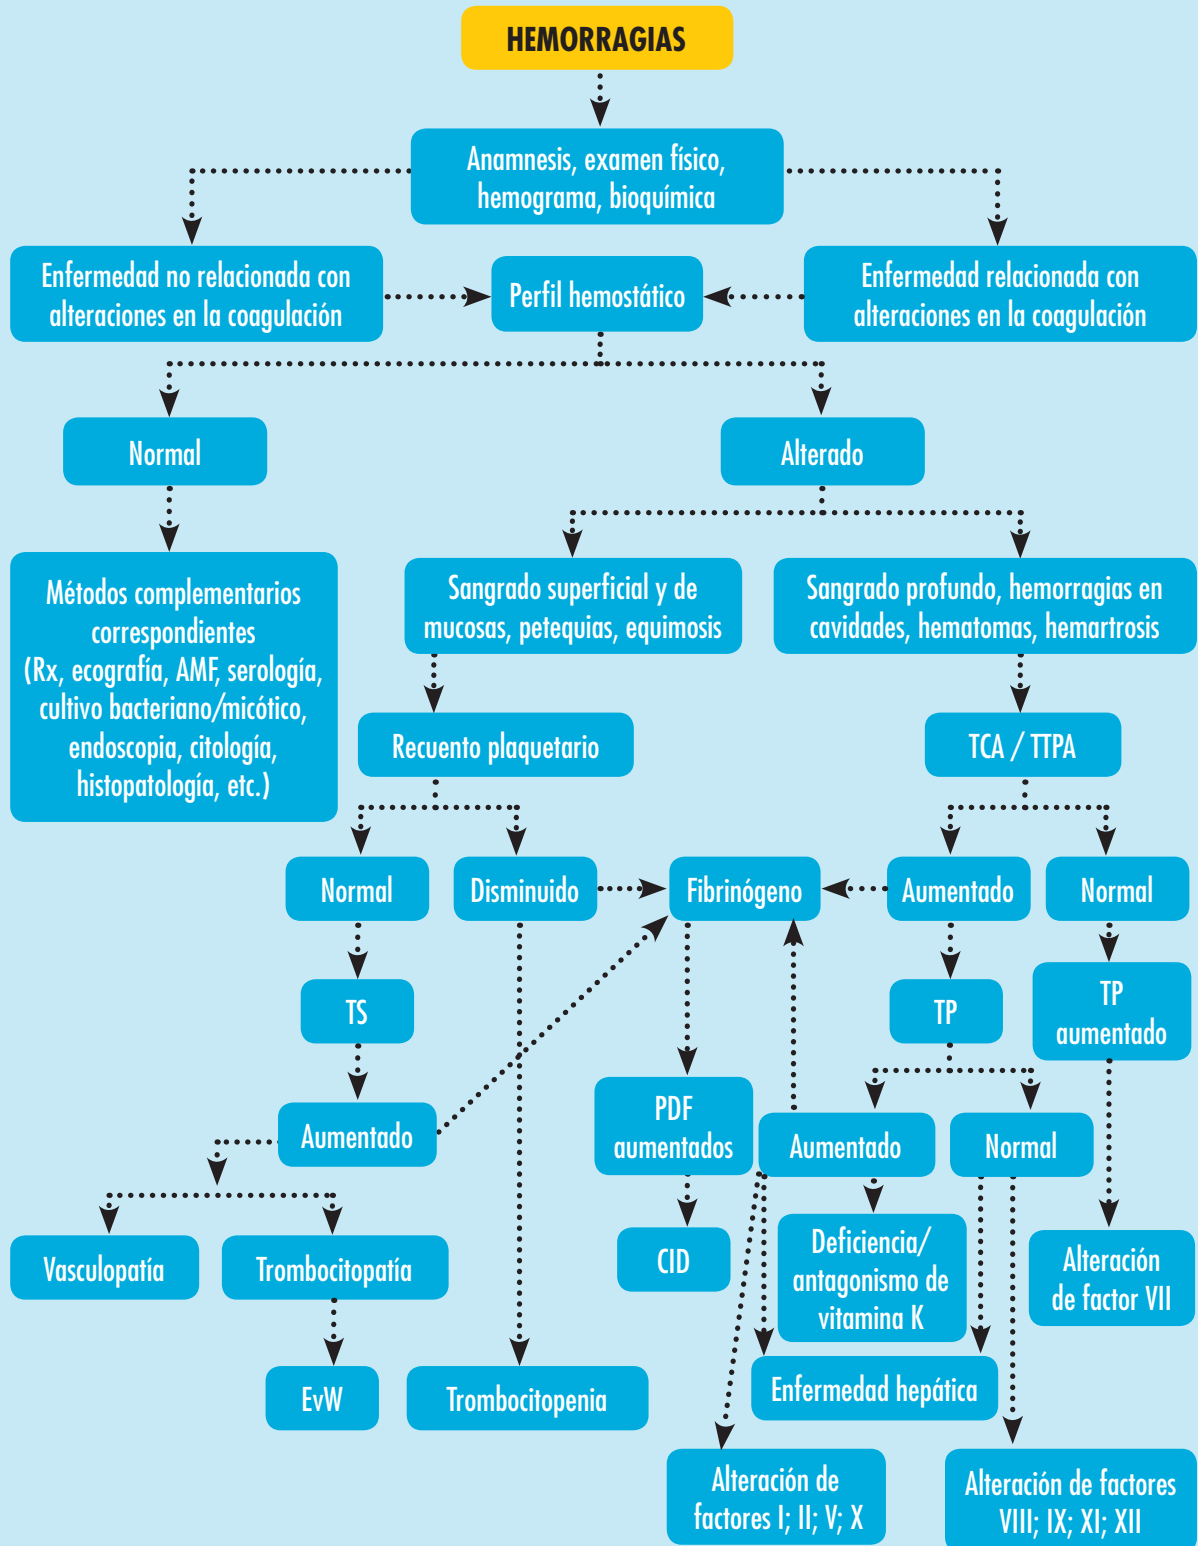 HEMORRAGIAS
Anamnesis, examen físico,
hemograma, bioquímica
Enfermedad no relacionada con
alteraciones en la coagulación
Perfil hemostático
Enfermedad relacionada con
alteraciones en la coagulación
Normal
Alterado
Métodos complementarios
correspondientes
(Rx, ecografía, AMF, serología,
cultivo bacteriano/micótico,
endoscopia, citología,
histopatología, etc.)
Sangrado superficial y de
mucosas, petequias, equimosis
Sangrado profundo, hemorragias en
cavidades, hematomas, hemartrosis
Recuento plaquetario
TCA / TTPA
Normal
Disminuido
Fibrinógeno
Aumentado
Normal
TS
TP
TP
aumentado
Aumentado
PDF
aumentados
Aumentado
Normal
Vasculopatía
Trombocitopatía
CID
Deficiencia/
antagonismo de
vitamina K
Alteración
de factor VII
EvW
Trombocitopenia
Enfermedad hepática
Alteración de
factores I; II; V; X
Alteración de factores
VIII; IX; XI; XII